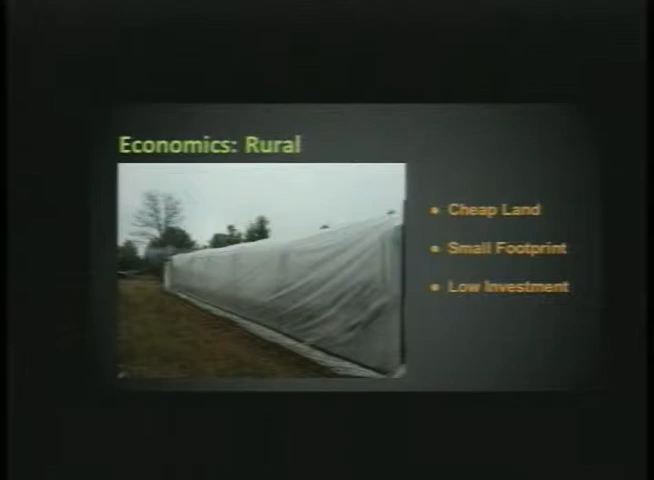 Economics: Rural
• Cheap Land
• Small Footprint
• Low Investment